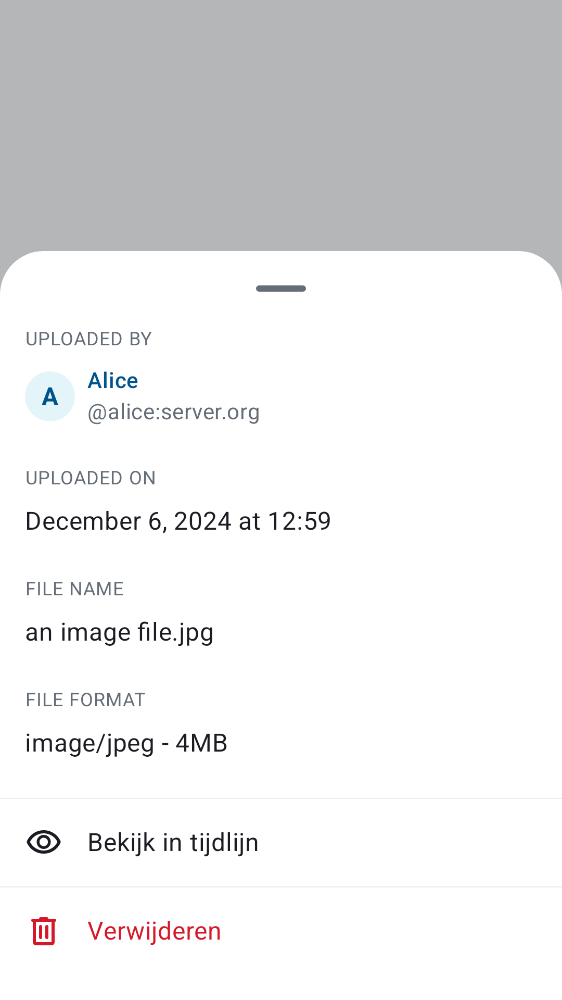 UPLOADED BY
A
Alice
@alice:server.org
UPLOADED ON
December 6, 2024 at 12:59
FILE NAME
an image file.jpg
FILE FORMAT
image/jpeg - 4MB
Bekijk in tijdlijn
Verwijderen